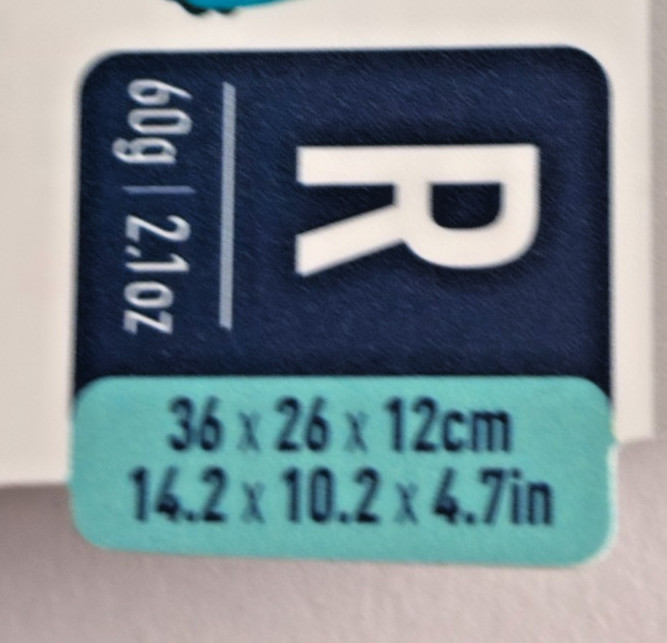 R
60g | 2.1oz
36 x 26 x 12cm
14.2 x 10.2 x 4.7in